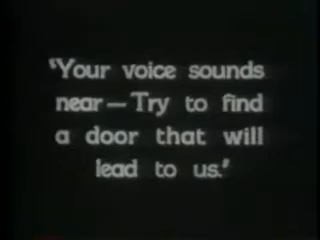 'Your voice sounds
near—Try to find
a door that will
lead to us.'